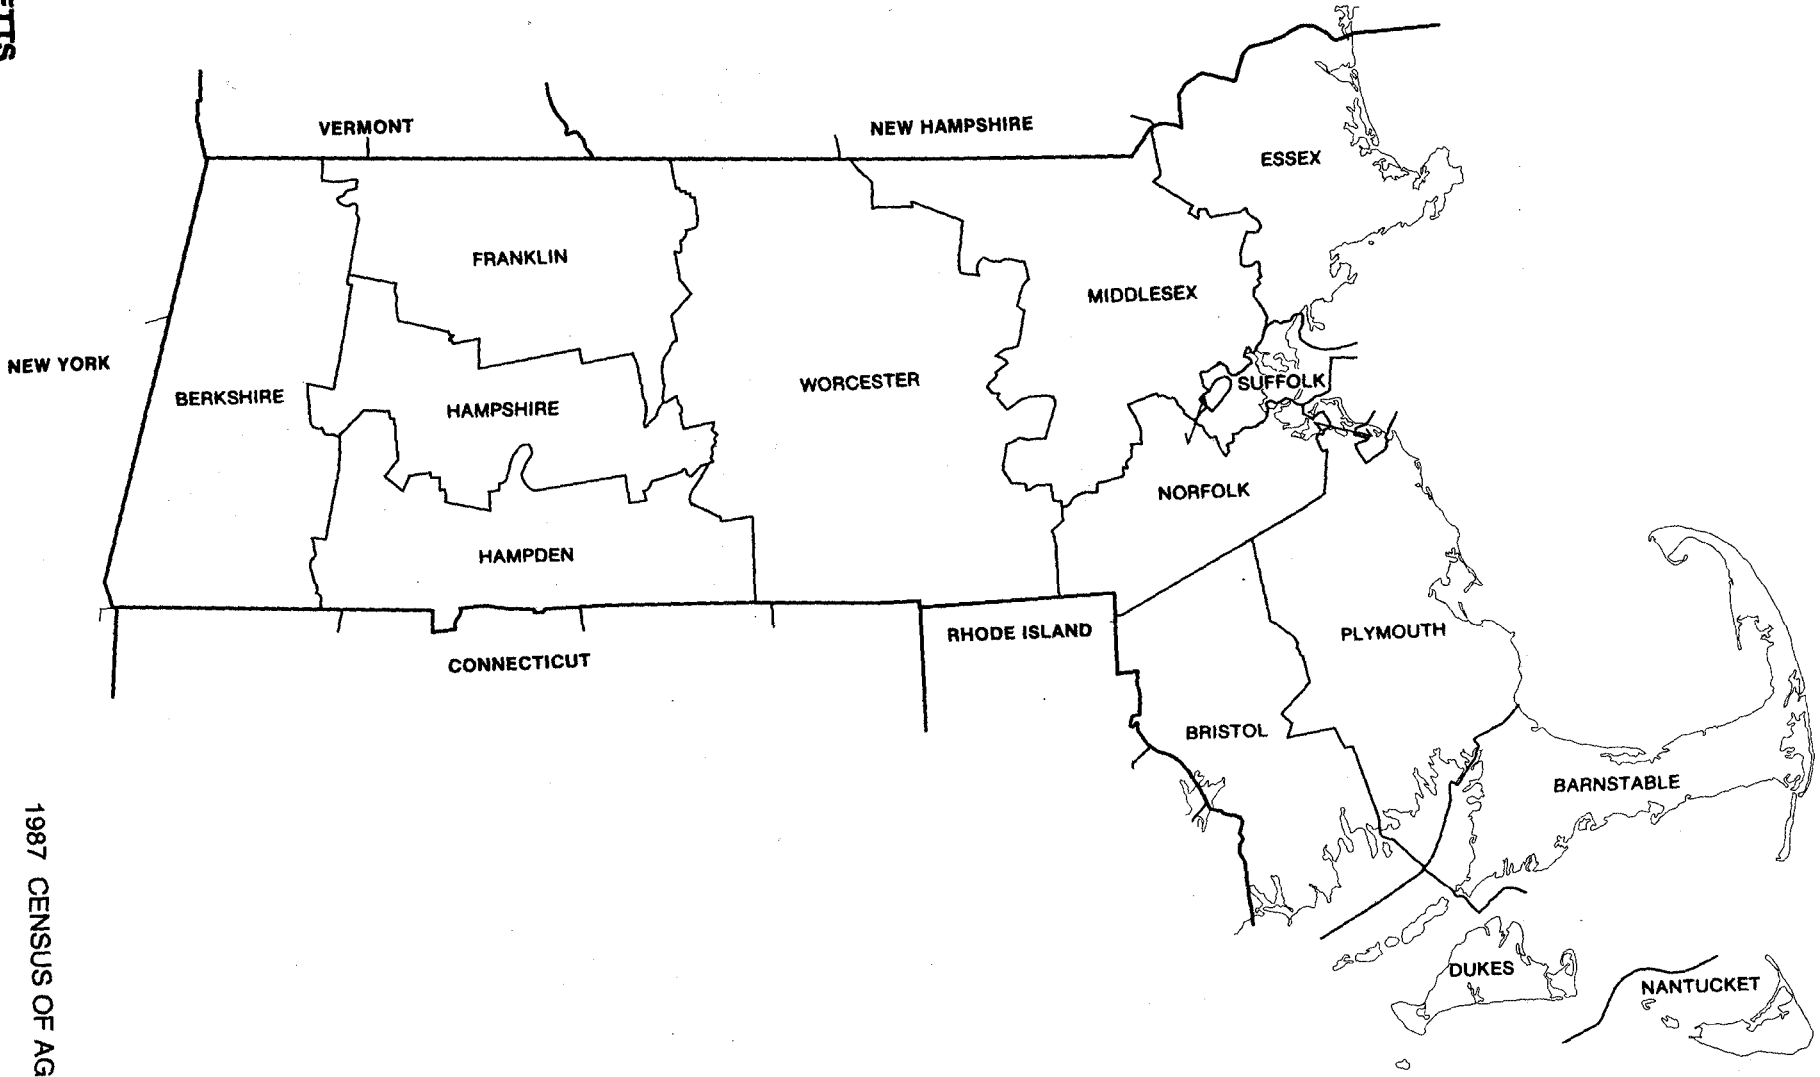 VERMONT
NEW HAMPSHIRE
ESSEX
FRANKLIN
MIDDLESEX
NEW YORK
BERKSHIRE
WORCESTER
SUFFOLK
HAMPSHIRE
NORFOLK
HAMPDEN
RHODE ISLAND
PLYMOUTH
CONNECTICUT
BRISTOL
BARNSTABLE
DUKES
NANTUCKET
ETTS
1987 CENSUS OF AG